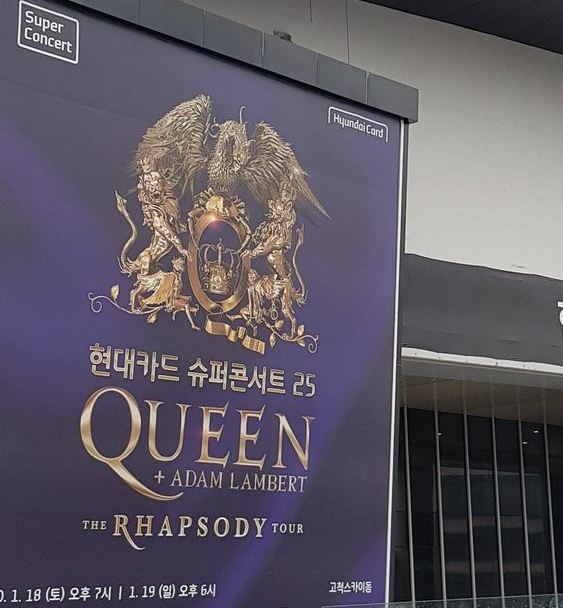 Super
Concert
Hyundai Card
현대카드 슈퍼콘서트 25
QUEEN
+ ADAM LAMBERT
THE RHAPSODY TOUR
0. 1. 18 (토) 오후 7시 | 1. 19 (일) 오후 6시
고척스카이돔